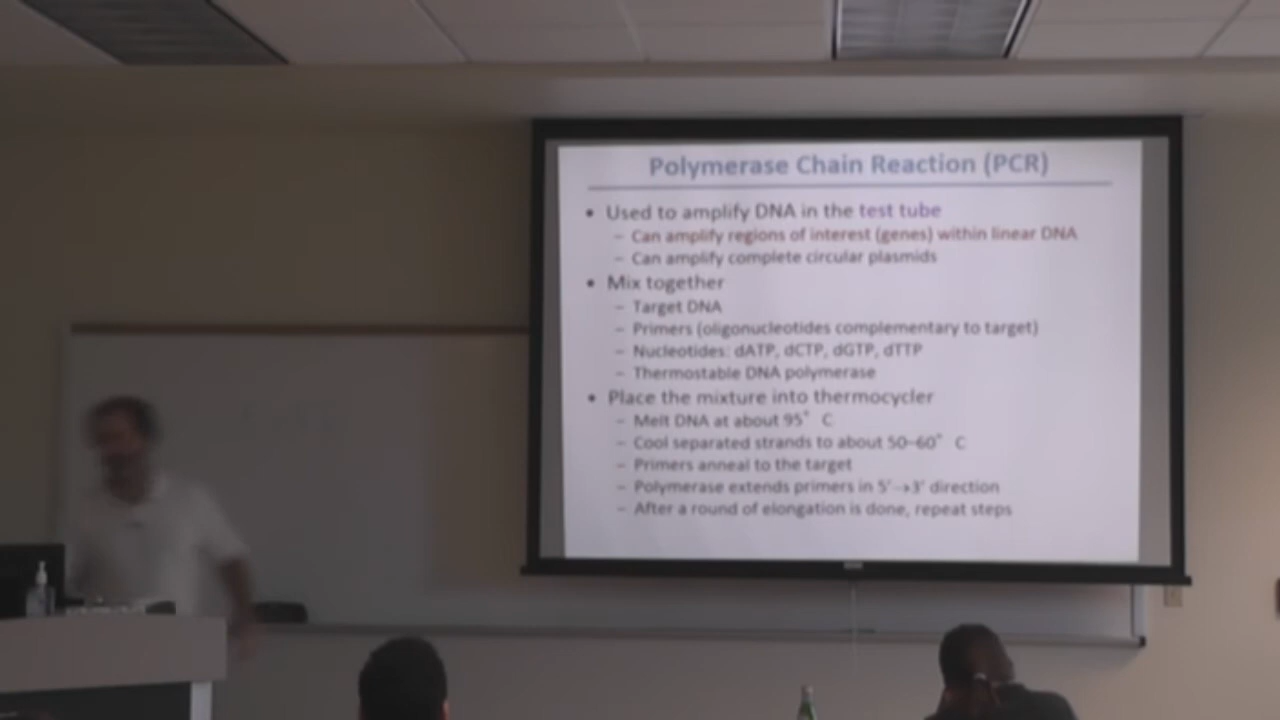 Polymerase Chain Reaction (PCR)
• Used to amplify DNA in the test tube
– Can amplify regions of interest (genes) within linear DNA
– Can amplify complete circular plasmids
• Mix together
– Target DNA
– Primers (oligonucleotides complementary to target)
– Nucleotides: dATP, dCTP, dGTP, dTTP
– Thermostable DNA polymerase
• Place the mixture into thermocycler
– Melt DNA at about 95° C
– Cool separated strands to about 50–60° C
– Primers anneal to the target
– Polymerase extends primers in 5'→3' direction
– After a round of elongation is done, repeat steps